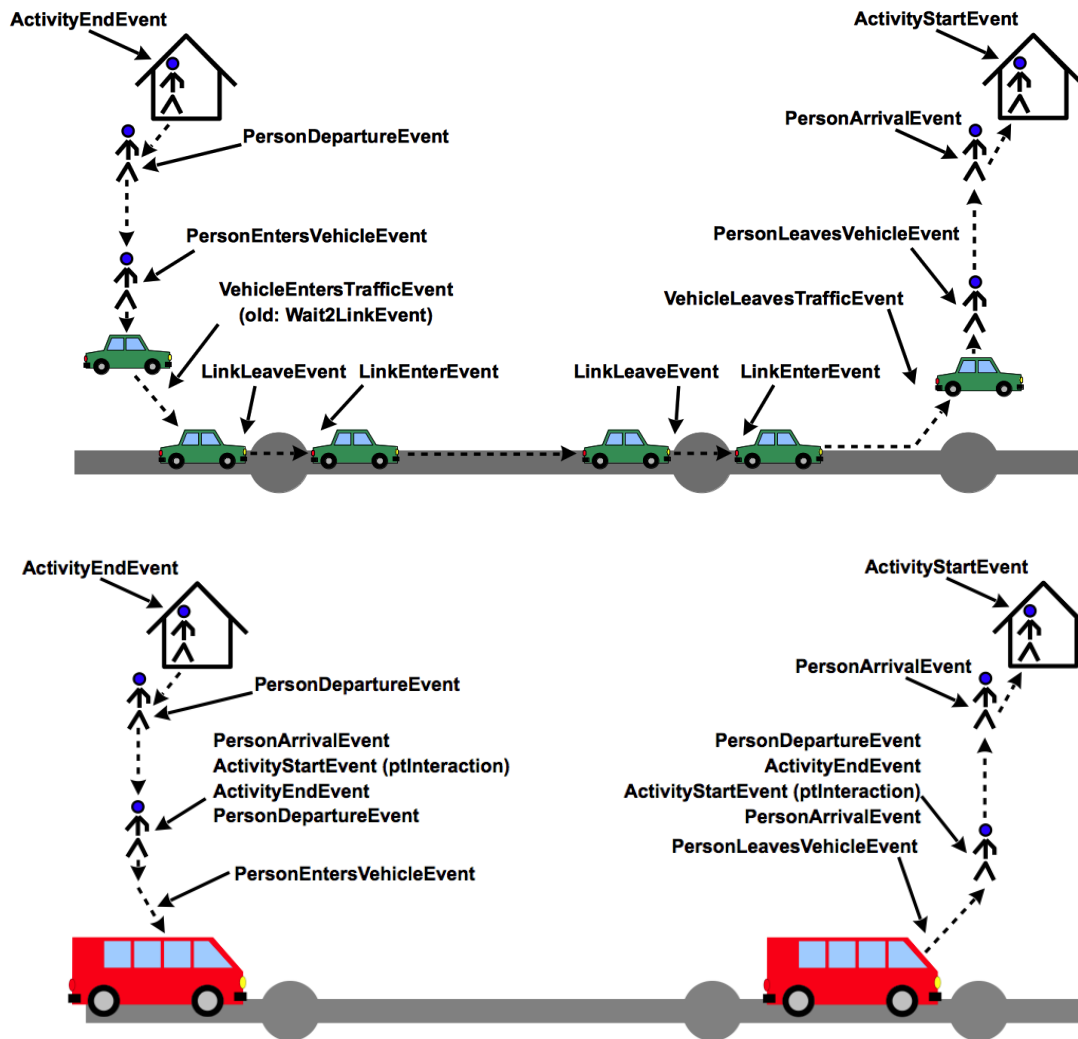 ActivityEndEvent
ActivityStartEvent
PersonDepartureEvent
PersonArrivalEvent
PersonEntersVehicleEvent
PersonLeavesVehicleEvent
VehicleEntersTrafficEvent
(old: Wait2LinkEvent)
VehicleLeavesTrafficEvent
LinkLeaveEvent
LinkEnterEvent
LinkLeaveEvent
LinkEnterEvent
ActivityEndEvent
ActivityStartEvent
PersonDepartureEvent
PersonArrivalEvent
PersonArrivalEvent
ActivityStartEvent (ptInteraction)
ActivityEndEvent
PersonDepartureEvent
PersonDepartureEvent
ActivityEndEvent
ActivityStartEvent (ptInteraction)
PersonArrivalEvent
PersonLeavesVehicleEvent
PersonEntersVehicleEvent